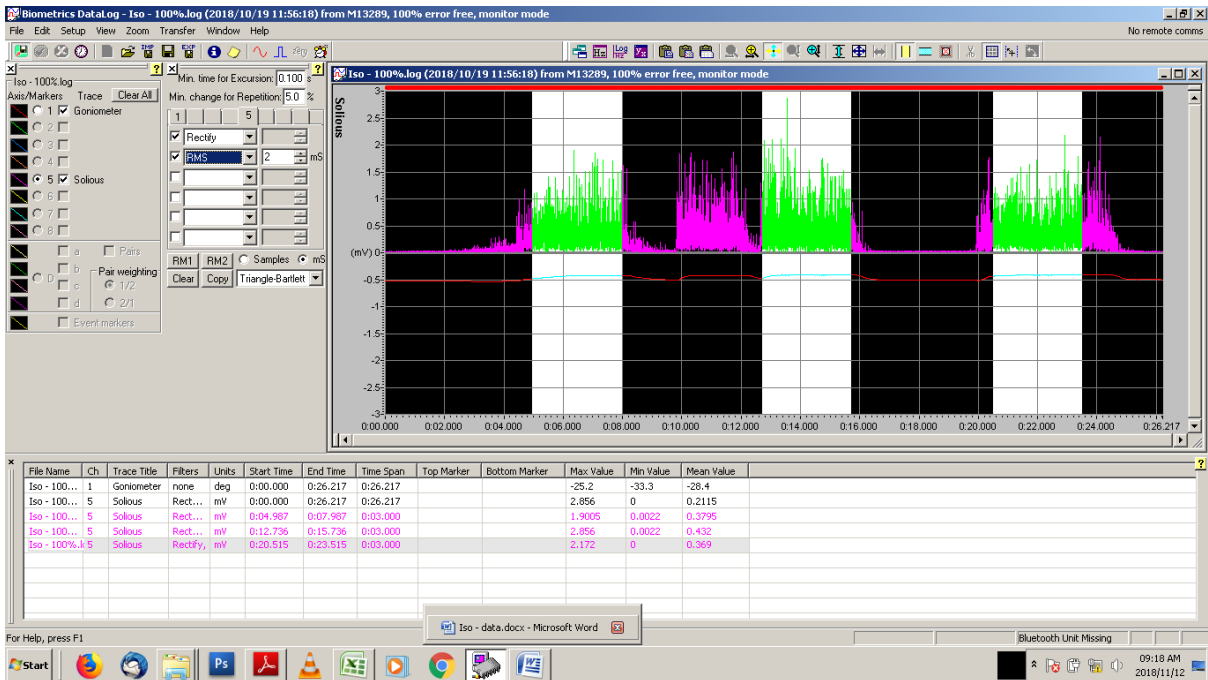 Biometrics DataLog - Iso - 100%.log (2018/10/19 11:56:18) from M13289, 100% error free, monitor mode
File Edit Setup View Zoom Transfer Window Help
No remote comms
Iso - 100%.log
Axis/Markers Trace Clear All
1 Goniometer
2
3
4
5 Solious
6
7
8
a Pairs
b Pair weighting
D c 1/2
d 2/1
Event markers
Min. time for Excursion: 0.100 s
Min. change for Repetition: 5.0 %
1 5
Rectify
RMS 2 mS
RM1 RM2 Samples mS
Clear Copy Triangle-Bartlett
Iso - 100%.log (2018/10/19 11:56:18) from M13289, 100% error free, monitor mode
Solious
3
2.5
2
1.5
1
0.5
(mV) 0
-0.5
-1
-1.5
-2
-2.5
-3
0:00.000 0:02.000 0:04.000 0:06.000 0:08.000 0:10.000 0:12.000 0:14.000 0:16.000 0:18.000 0:20.000 0:22.000 0:24.000 0:26.217
File Name Ch Trace Title Filters Units Start Time End Time Time Span Top Marker Bottom Marker Max Value Min Value Mean Value
Iso - 100... 1 Goniometer none deg 0:00.000 0:26.217 0:26.217 -25.2 -33.3 -28.4
Iso - 100... 5 Solious Rect... mV 0:00.000 0:26.217 0:26.217 2.856 0 0.2115
Iso - 100... 5 Solious Rect... mV 0:04.987 0:07.987 0:03.000 1.9005 0.0022 0.3795
Iso - 100... 5 Solious Rect... mV 0:12.736 0:15.736 0:03.000 2.856 0.0022 0.432
Iso - 100%.l 5 Solious Rectify, mV 0:20.515 0:23.515 0:03.000 2.172 0 0.369
Iso - data.docx - Microsoft Word
For Help, press F1
Bluetooth Unit Missing
Start
Ps
09:18 AM
2018/11/12